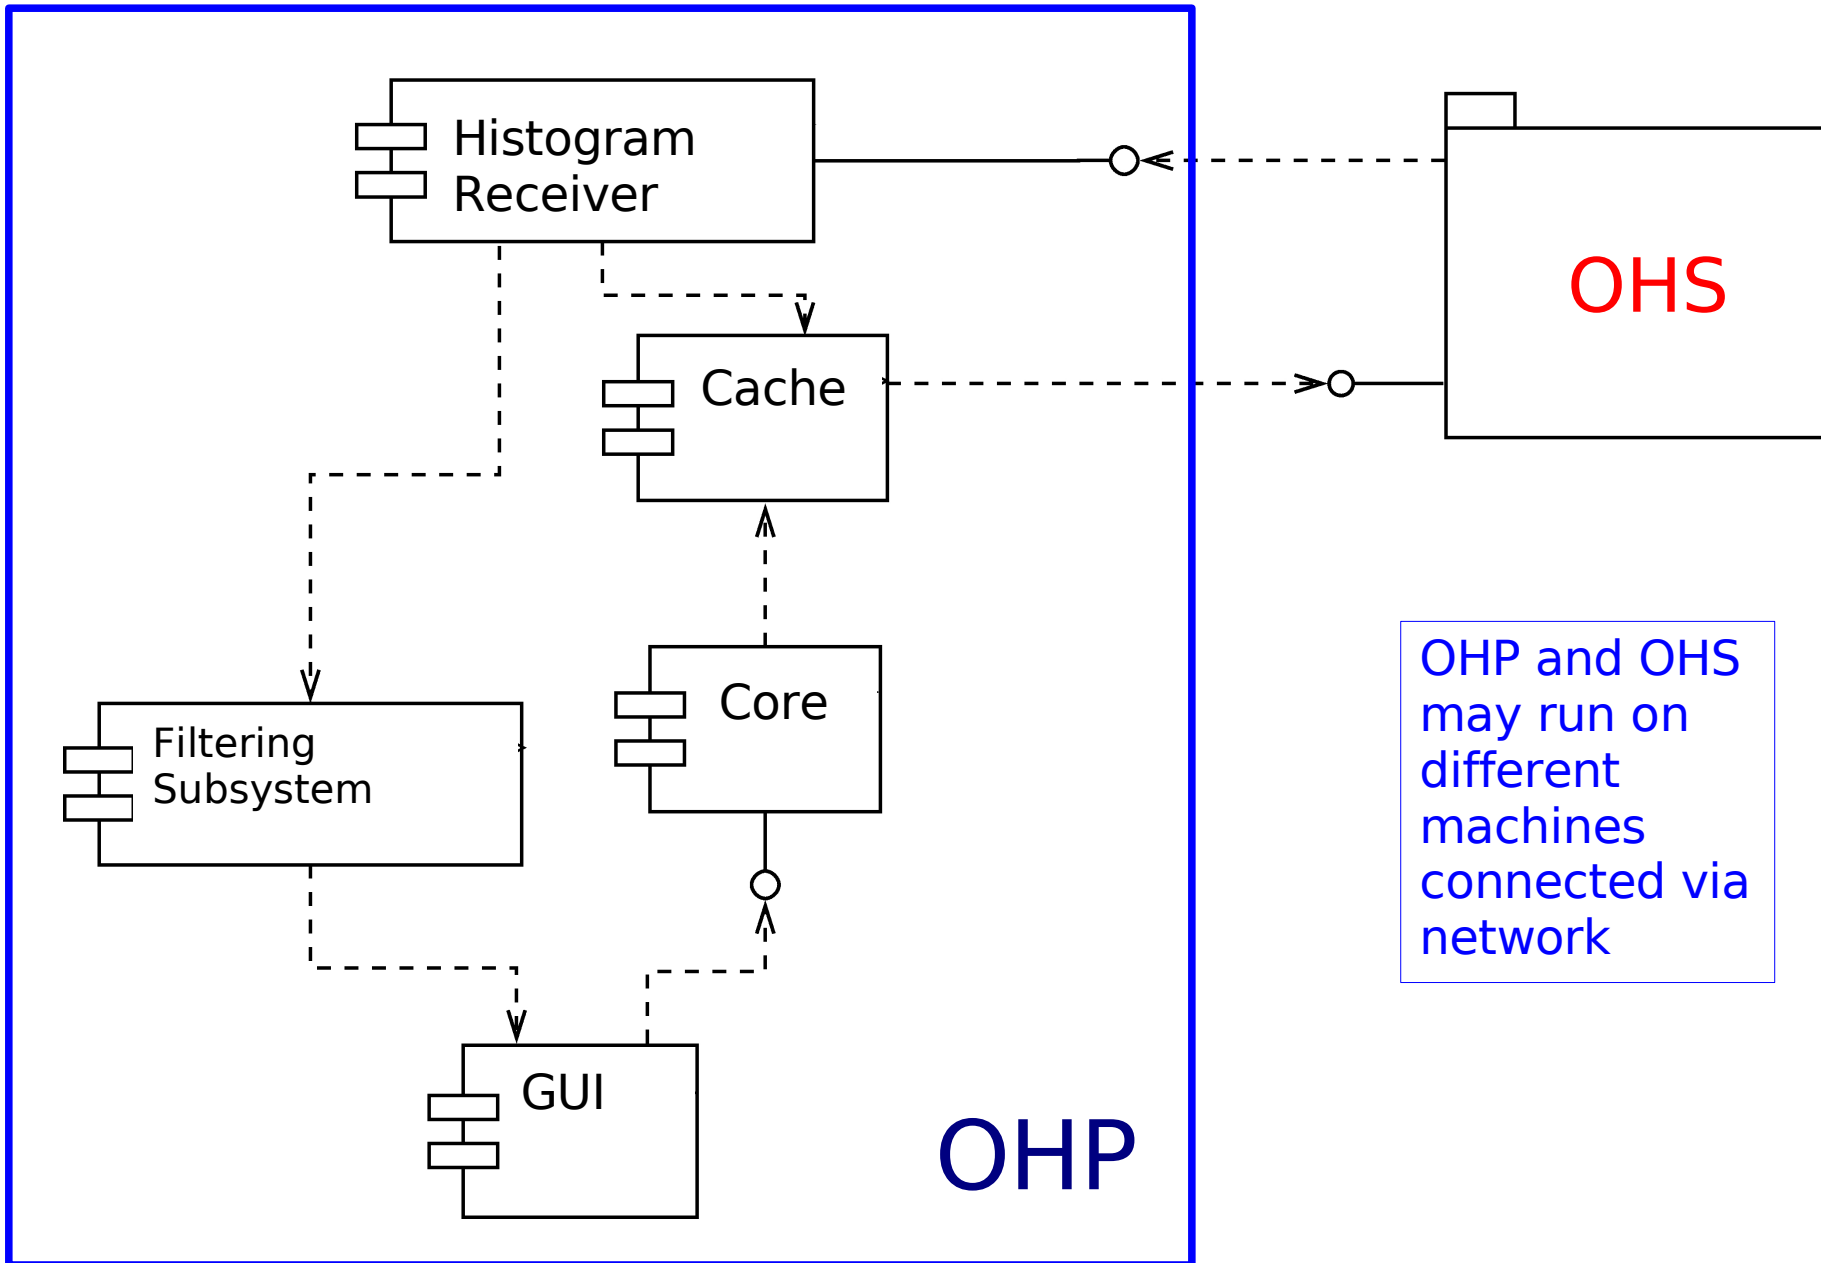 Histogram
Receiver
OHS
Cache
Core
Filtering
Subsystem
OHP and OHS
may run on
different
machines
connected via
network
GUI
OHP